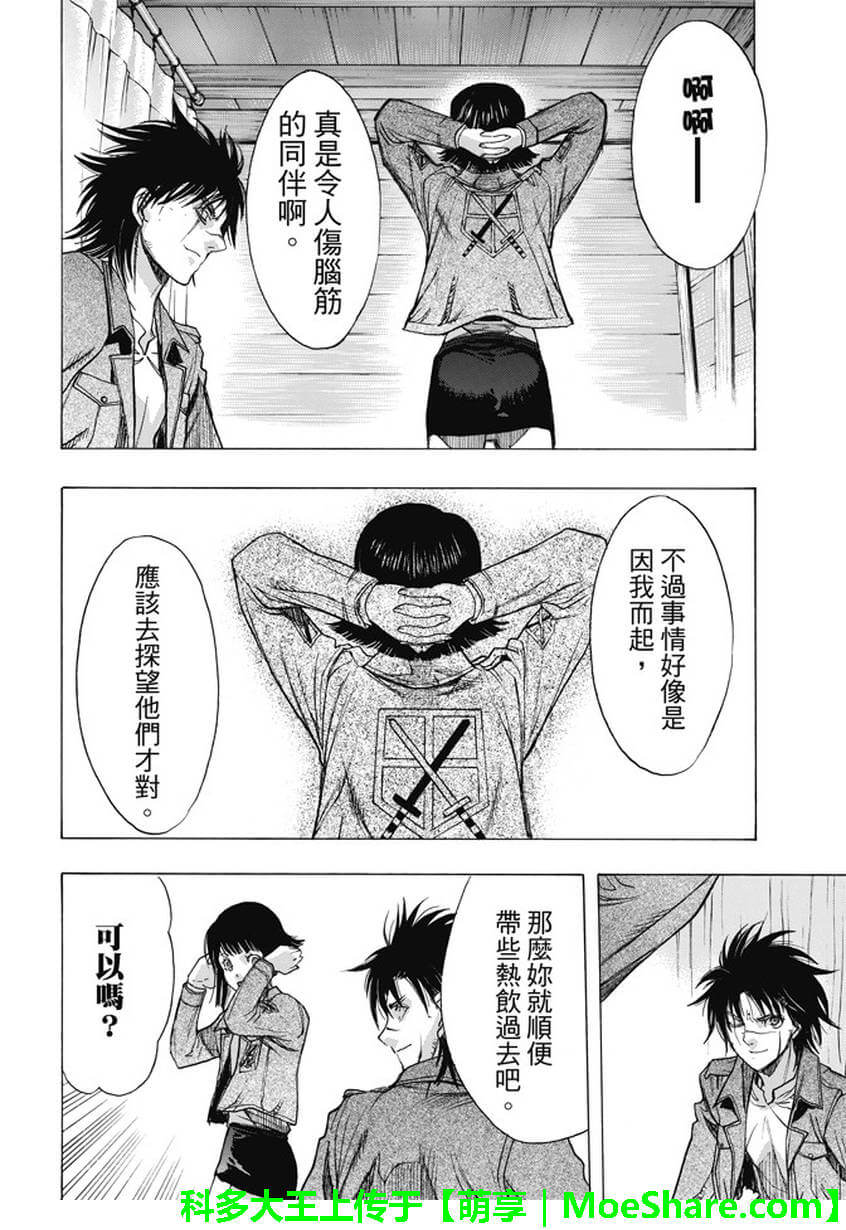 啊啊——
真是令人傷腦筋
的同伴啊。
不過事情好像是
因我而起，
應該去探望他們才對。
那麼妳就順便
帶些熱飲過去吧。
可以嗎？
科多大王上传于【萌享｜MoeShare.com】